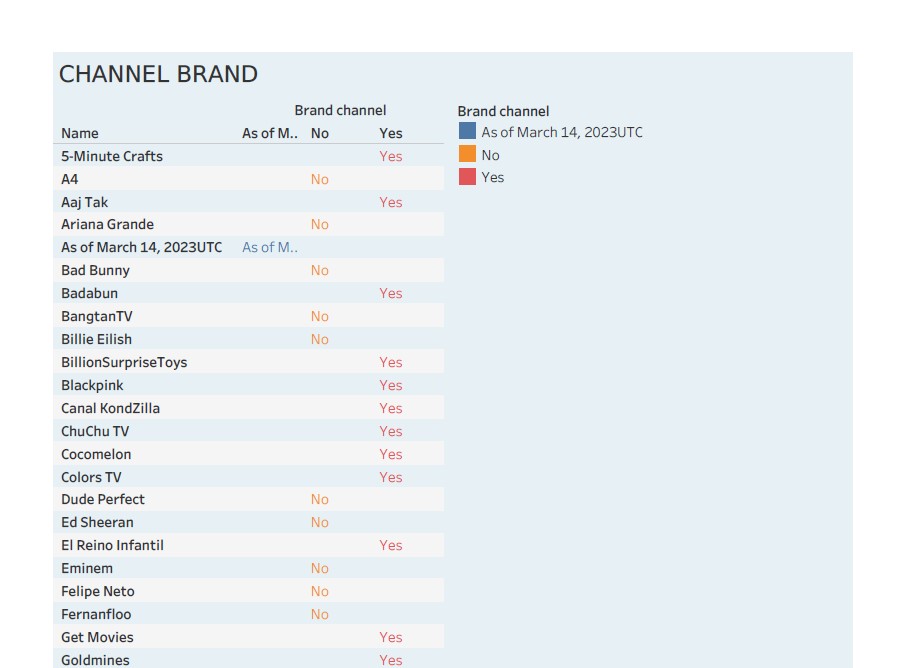 CHANNEL BRAND
Brand channel
Name As of M.. No Yes
5-Minute Crafts Yes
A4 No
Aaj Tak Yes
Ariana Grande No
As of March 14, 2023UTC As of M..
Bad Bunny No
Badabun Yes
BangtanTV No
Billie Eilish No
BillionSurpriseToys Yes
Blackpink Yes
Canal KondZilla Yes
ChuChu TV Yes
Cocomelon Yes
Colors TV Yes
Dude Perfect No
Ed Sheeran No
El Reino Infantil Yes
Eminem No
Felipe Neto No
Fernanfloo No
Get Movies Yes
Goldmines Yes
Brand channel
As of March 14, 2023UTC
No
Yes